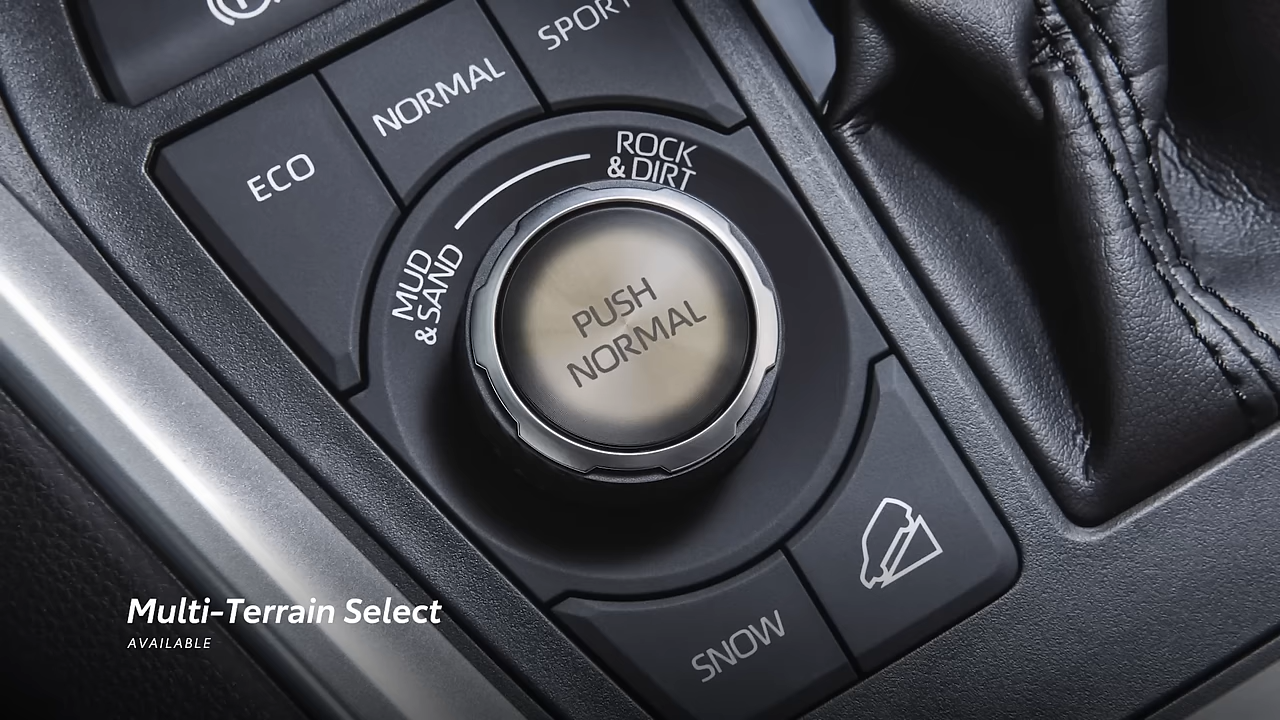 SPORT
NORMAL
ECO
ROCK
& DIRT
MUD
& SAND
PUSH
NORMAL
SNOW
Multi-Terrain Select
AVAILABLE